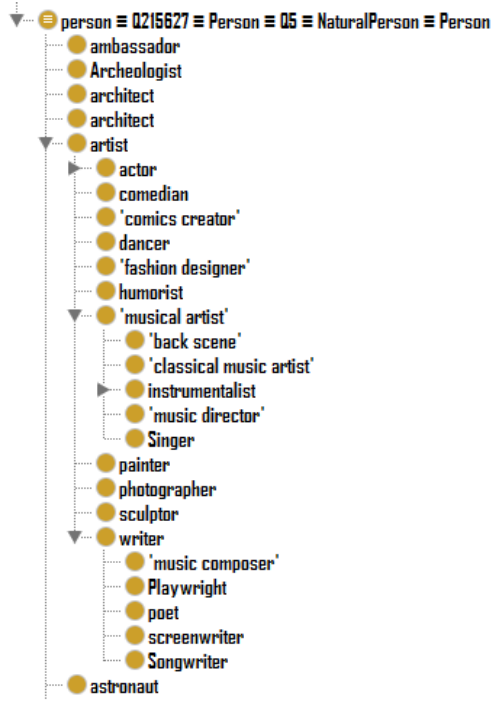 person ≡ Q215627 ≡ Person ≡ Q5 ≡ NaturalPerson ≡ Person
ambassador
Archeologist
architect
architect
artist
actor
comedian
'comics creator'
dancer
'fashion designer'
humorist
'musical artist'
'back scene'
'classical music artist'
instrumentalist
'music director'
Singer
painter
photographer
sculptor
writer
'music composer'
Playwright
poet
screenwriter
Songwriter
astronaut